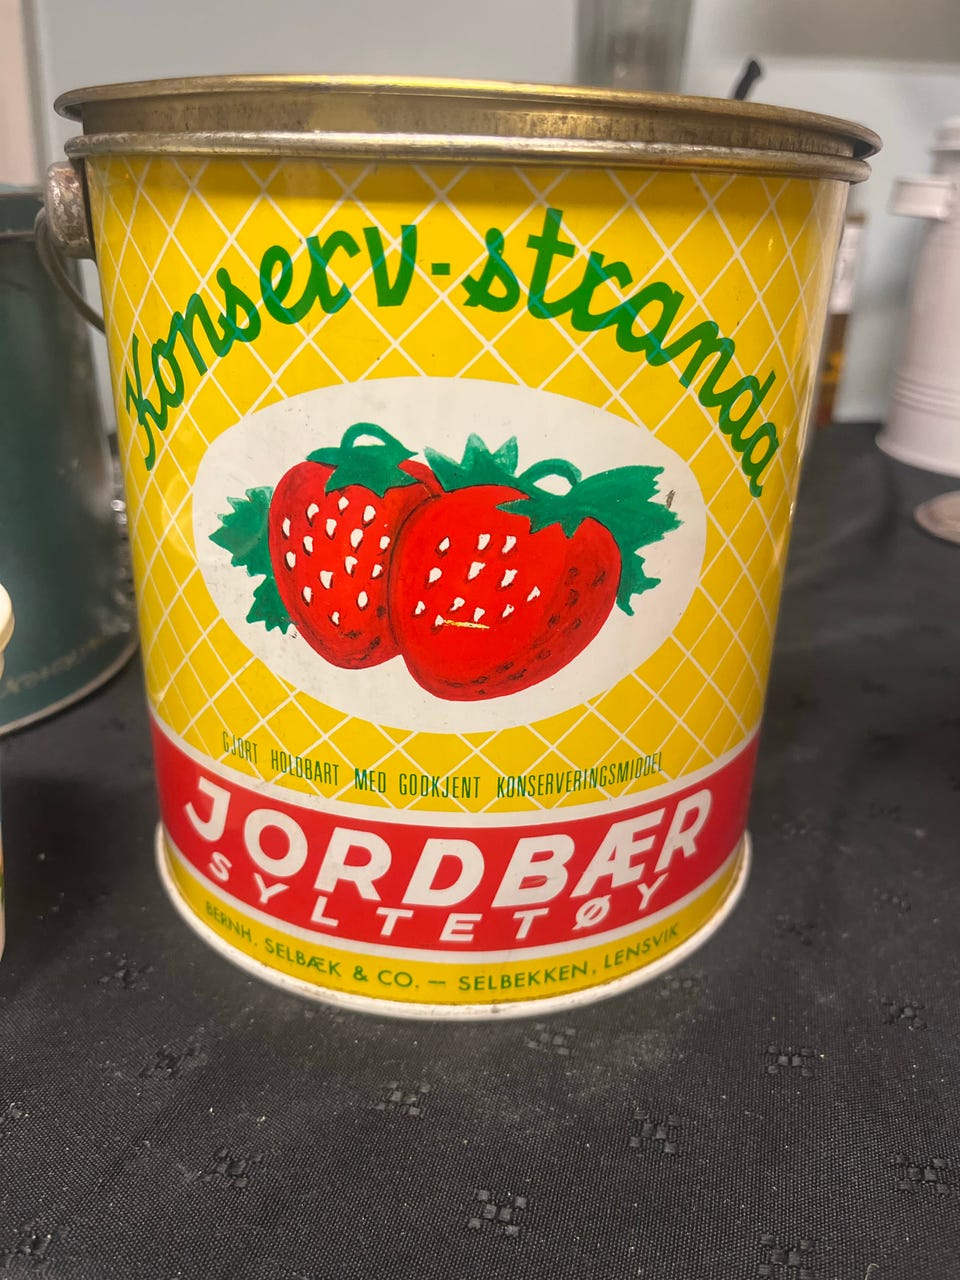 Konserv-stranda
GJORT HOLDBART MED GODKJENT KONSERVERINGSMIDDEL
JORDBÆR
SYLTETØY
BERNH. SELBÆK & CO. — SELBEKKEN, LENSVIK